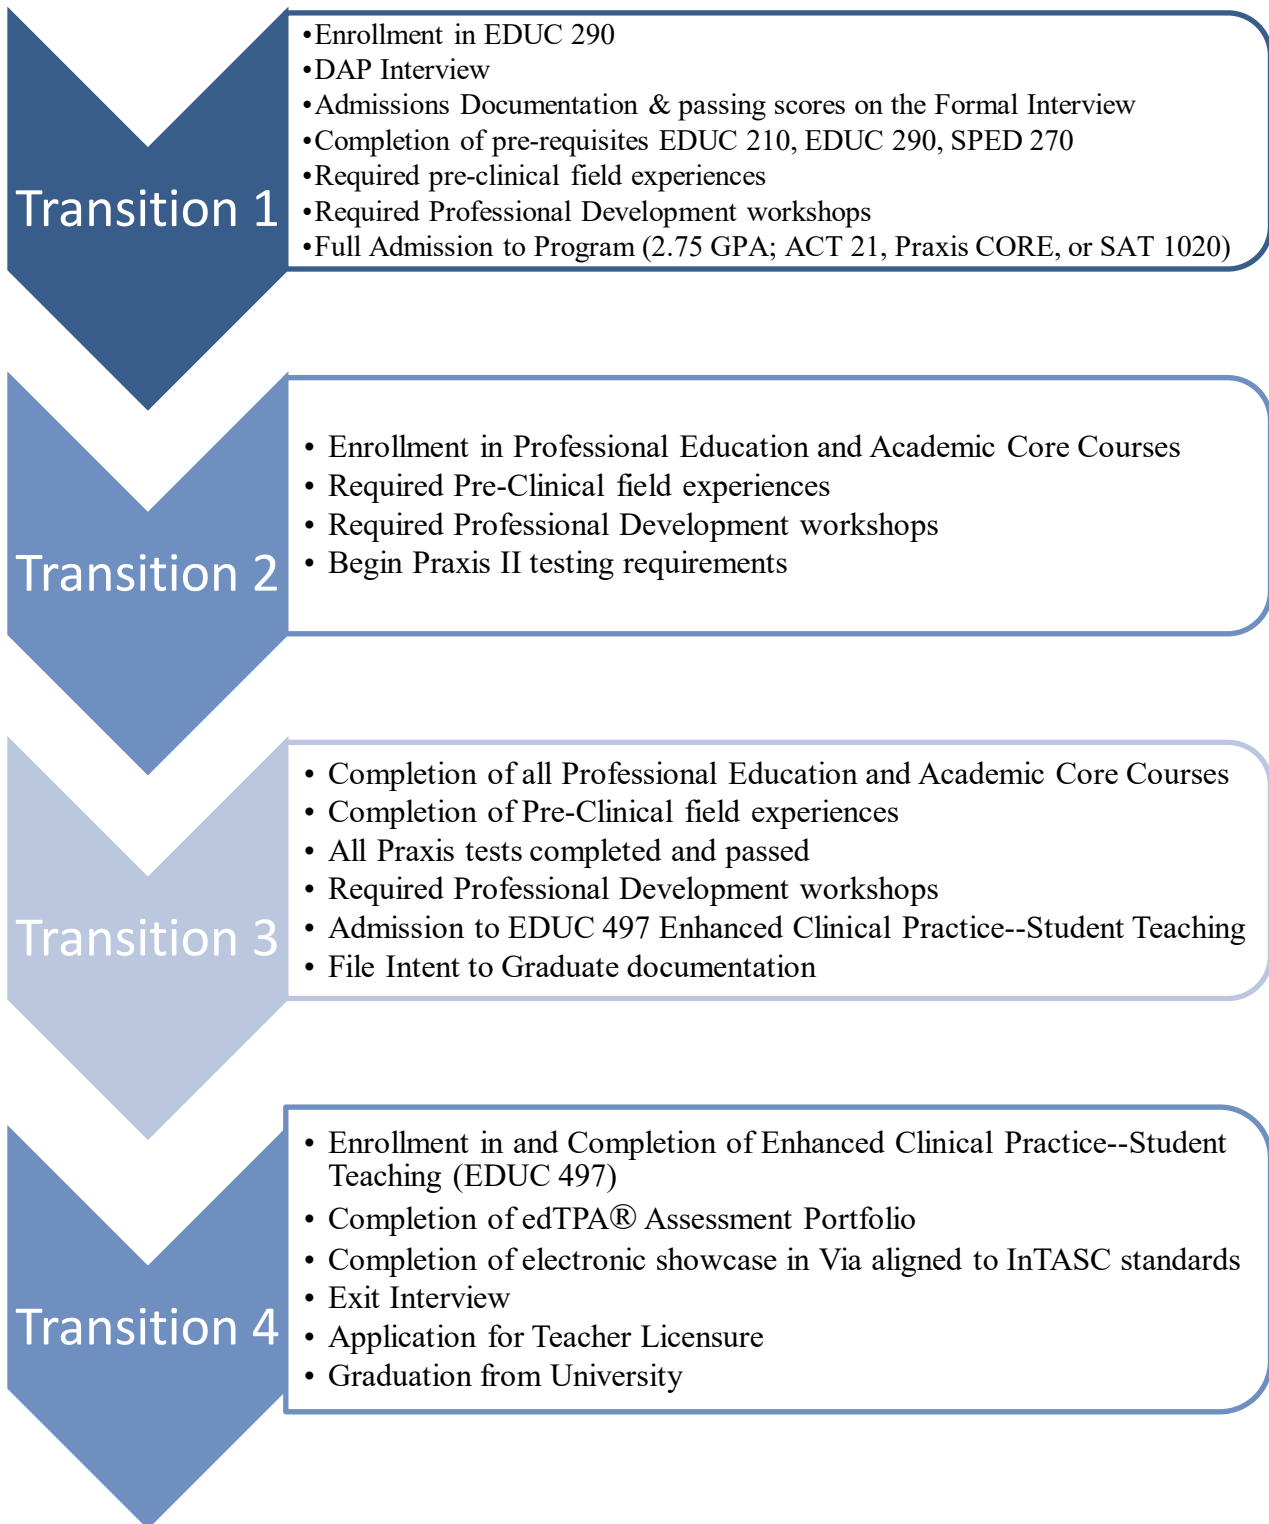 Transition 1
•Enrollment in EDUC 290
•DAP Interview
•Admissions Documentation & passing scores on the Formal Interview
•Completion of pre-requisites EDUC 210, EDUC 290, SPED 270
•Required pre-clinical field experiences
•Required Professional Development workshops
•Full Admission to Program (2.75 GPA; ACT 21, Praxis CORE, or SAT 1020)
Transition 2
• Enrollment in Professional Education and Academic Core Courses
• Required Pre-Clinical field experiences
• Required Professional Development workshops
• Begin Praxis II testing requirements
Transition 3
• Completion of all Professional Education and Academic Core Courses
• Completion of Pre-Clinical field experiences
• All Praxis tests completed and passed
• Required Professional Development workshops
• Admission to EDUC 497 Enhanced Clinical Practice--Student Teaching
• File Intent to Graduate documentation
Transition 4
• Enrollment in and Completion of Enhanced Clinical Practice--Student
Teaching (EDUC 497)
• Completion of edTPA® Assessment Portfolio
• Completion of electronic showcase in Via aligned to InTASC standards
• Exit Interview
• Application for Teacher Licensure
• Graduation from University